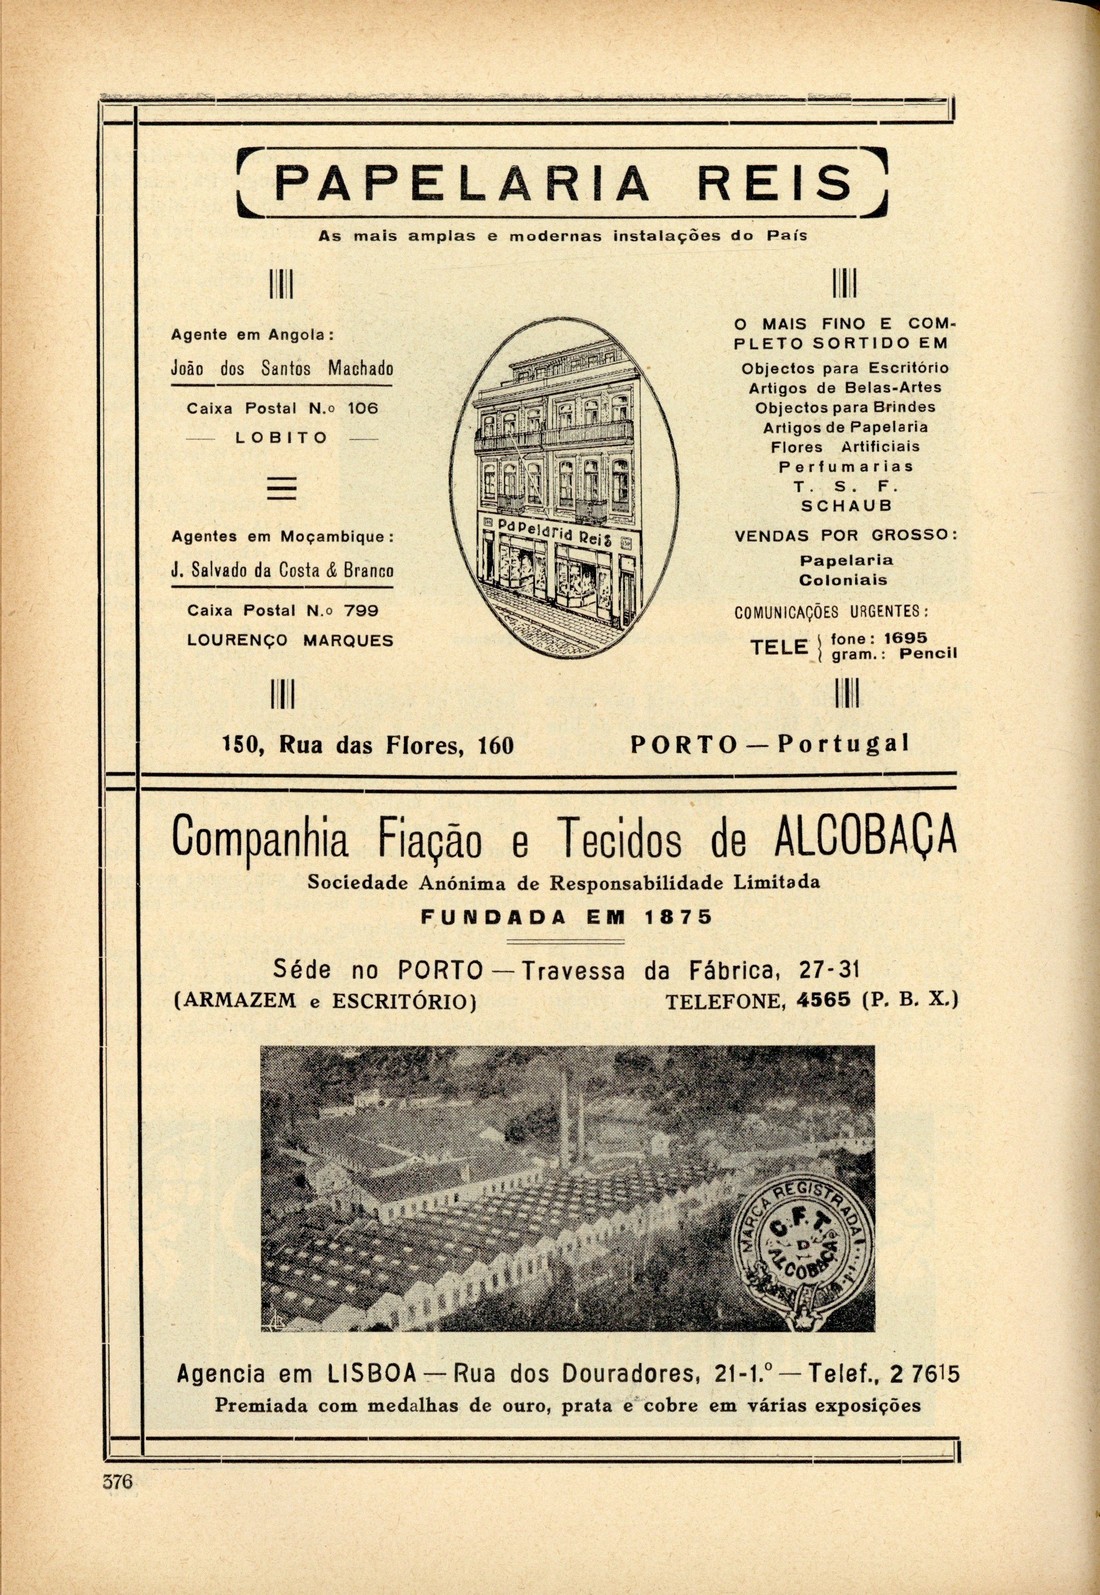 PAPELARIA REIS
As mais amplas e modernas instalações do País
Agente em Angola:
João dos Santos Machado
Caixa Postal N.º 106
— LOBITO —
Agentes em Moçambique:
J. Salvado da Costa & Branco
Caixa Postal N.º 799
LOURENÇO MARQUES
Papelaria Reis
O MAIS FINO E COM-
PLETO SORTIDO EM
Objectos para Escritório
Artigos de Belas-Artes
Objectos para Brindes
Artigos de Papelaria
Flores Artificiais
Perfumarias
T. S. F.
SCHAUB
VENDAS POR GROSSO:
Papelaria
Coloniais
COMUNICAÇÕES URGENTES:
TELE { fone: 1695
gram.: Pencil
150, Rua das Flores, 160
PORTO — Portugal
Companhia Fiação e Tecidos de ALCOBAÇA
Sociedade Anónima de Responsabilidade Limitada
FUNDADA EM 1875
Séde no PORTO — Travessa da Fábrica, 27-31
(ARMAZEM e ESCRITÓRIO) TELEFONE, 4565 (P. B. X.)
MARCA REGISTRADA
C.F.T.
D
ALCOBAÇA
Agencia em LISBOA — Rua dos Douradores, 21-1.º — Telef., 2 7615
Premiada com medalhas de ouro, prata e cobre em várias exposições
376